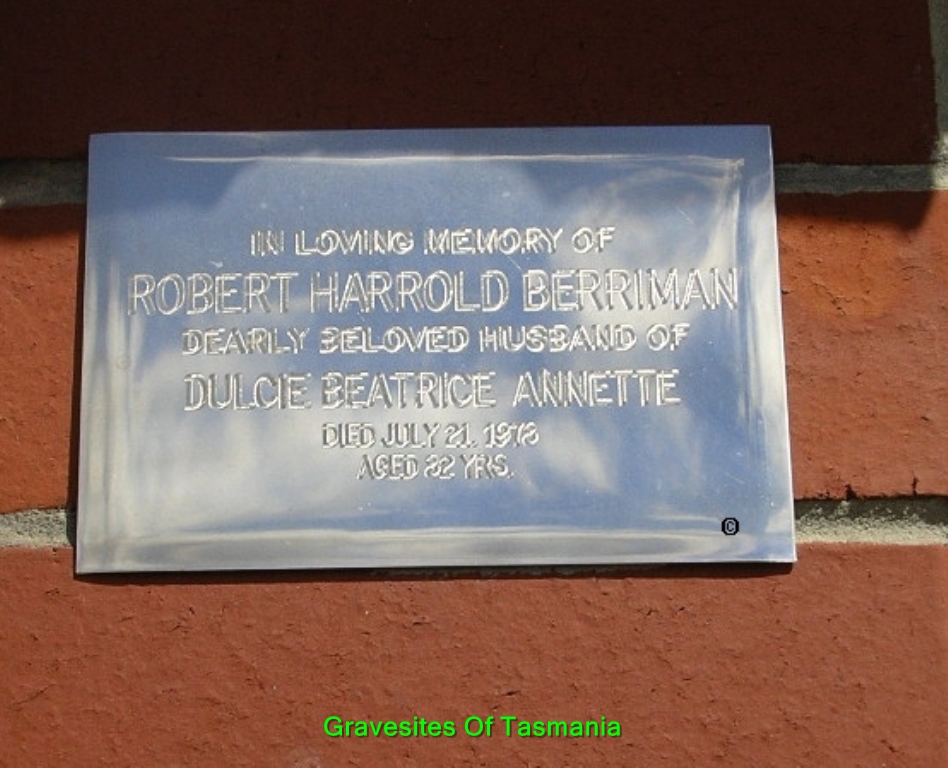 IN LOVING MEMORY OF
ROBERT HARROLD BERRIMAN
DEARLY BELOVED HUSBAND OF
DULCIE BEATRICE ANNETTE
DIED JULY 21. 1978
AGED 82 YRS.
©
Gravesites Of Tasmania